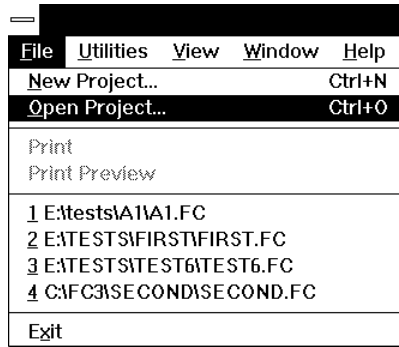 File Utilities View Window Help
New Project... Ctrl+N
Open Project... Ctrl+O
Print
Print Preview
1 E:\tests\A1\A1.FC
2 E:\TESTS\FIRST\FIRST.FC
3 E:\TESTS\TEST6\TEST6.FC
4 C:\FC3\SECOND\SECOND.FC
Exit